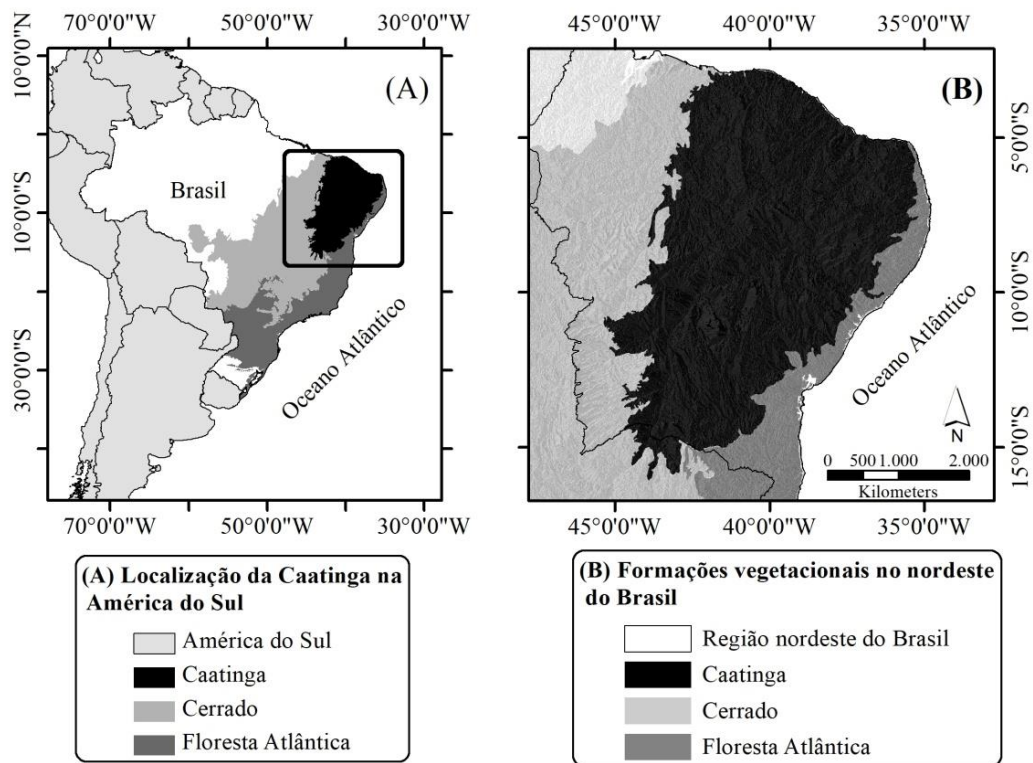 70°0'0"W 50°0'0"W 30°0'0"W
10°0'0"N
10°0'0"S
30°0'0"S
(A)
Brasil
Oceano Atlântico
70°0'0"W 50°0'0"W 30°0'0"W
45°0'0"W 40°0'0"W 35°0'0"W
(B)
5°0'0"S
10°0'0"S
15°0'0"S
Oceano Atlântico
N
0 500 1.000 2.000
Kilometers
45°0'0"W 40°0'0"W 35°0'0"W
(A) Localização da Caatinga na
América do Sul
América do Sul
Caatinga
Cerrado
Floresta Atlântica
(B) Formações vegetacionais no nordeste
do Brasil
Região nordeste do Brasil
Caatinga
Cerrado
Floresta Atlântica